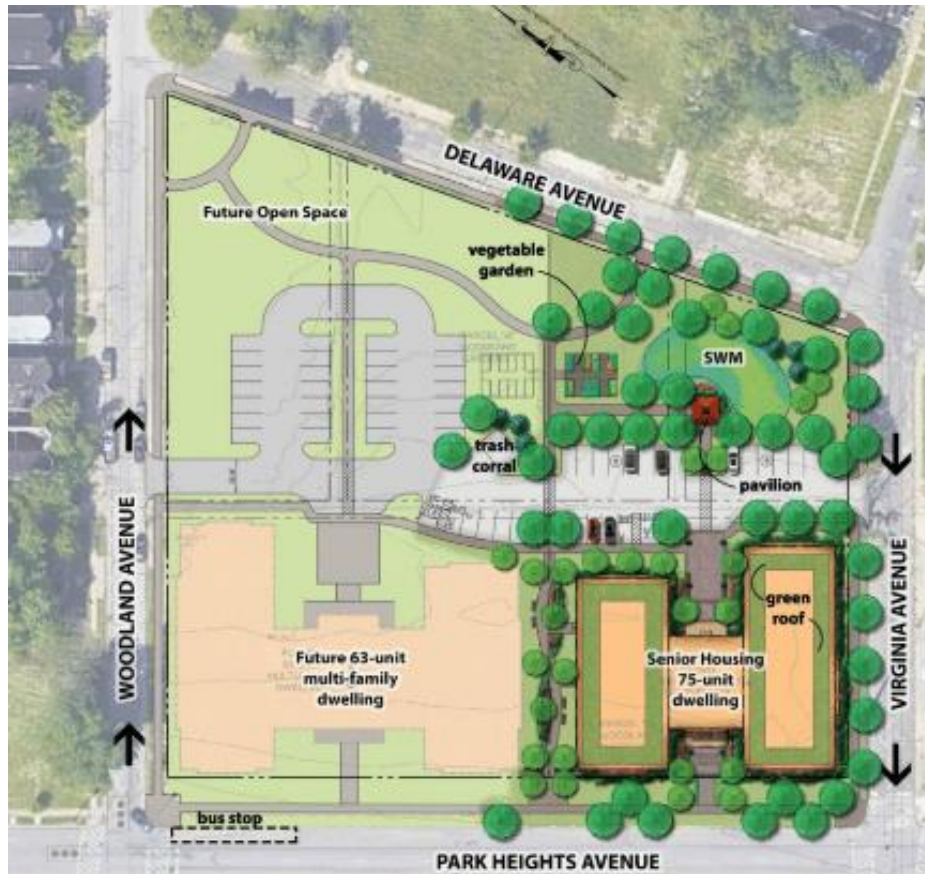 DELAWARE AVENUE
Future Open Space
vegetable
garden
SWM
trash
corral
pavilion
WOODLAND AVENUE
VIRGINIA AVENUE
green
roof
Future 63-unit
multi-family
dwelling
Senior Housing
75-unit
dwelling
bus stop
PARK HEIGHTS AVENUE